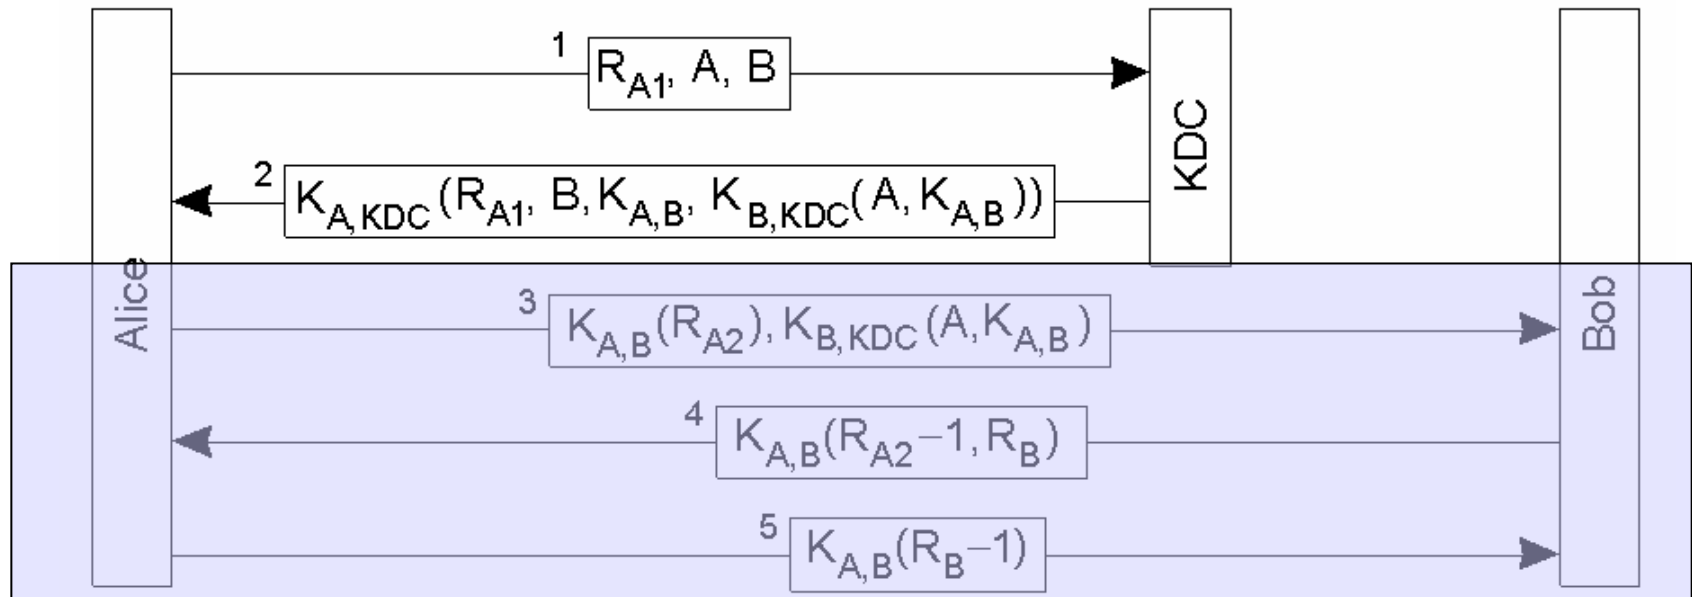 1
R_A1, A, B
KDC
2
K_A,KDC(R_A1, B, K_A,B, K_B,KDC(A, K_A,B))
Alice
3
K_A,B(R_A2), K_B,KDC(A, K_A,B)
Bob
4
K_A,B(R_A2−1, R_B)
5
K_A,B(R_B−1)